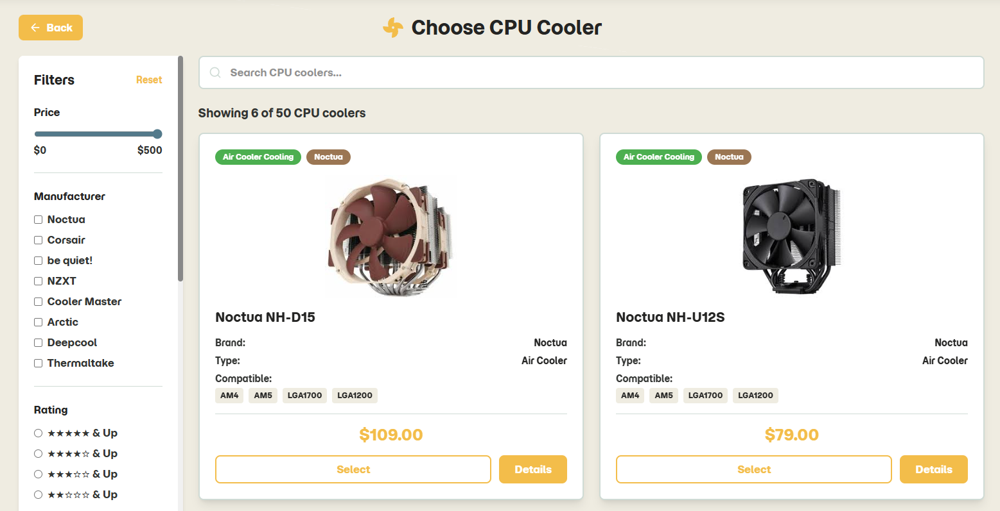 Back
Choose CPU Cooler
Filters
Reset
Price
$0
$500
Manufacturer
Noctua
Corsair
be quiet!
NZXT
Cooler Master
Arctic
Deepcool
Thermaltake
Rating
★★★★★ & Up
★★★★☆ & Up
★★★☆☆ & Up
★★☆☆☆ & Up
Search CPU coolers...
Showing 6 of 50 CPU coolers
Air Cooler Cooling
Noctua
Noctua NH-D15
Brand: Noctua
Type: Air Cooler
Compatible:
AM4 AM5 LGA1700 LGA1200
$109.00
Select
Details
Air Cooler Cooling
Noctua
Noctua NH-U12S
Brand: Noctua
Type: Air Cooler
Compatible:
AM4 AM5 LGA1700 LGA1200
$79.00
Select
Details